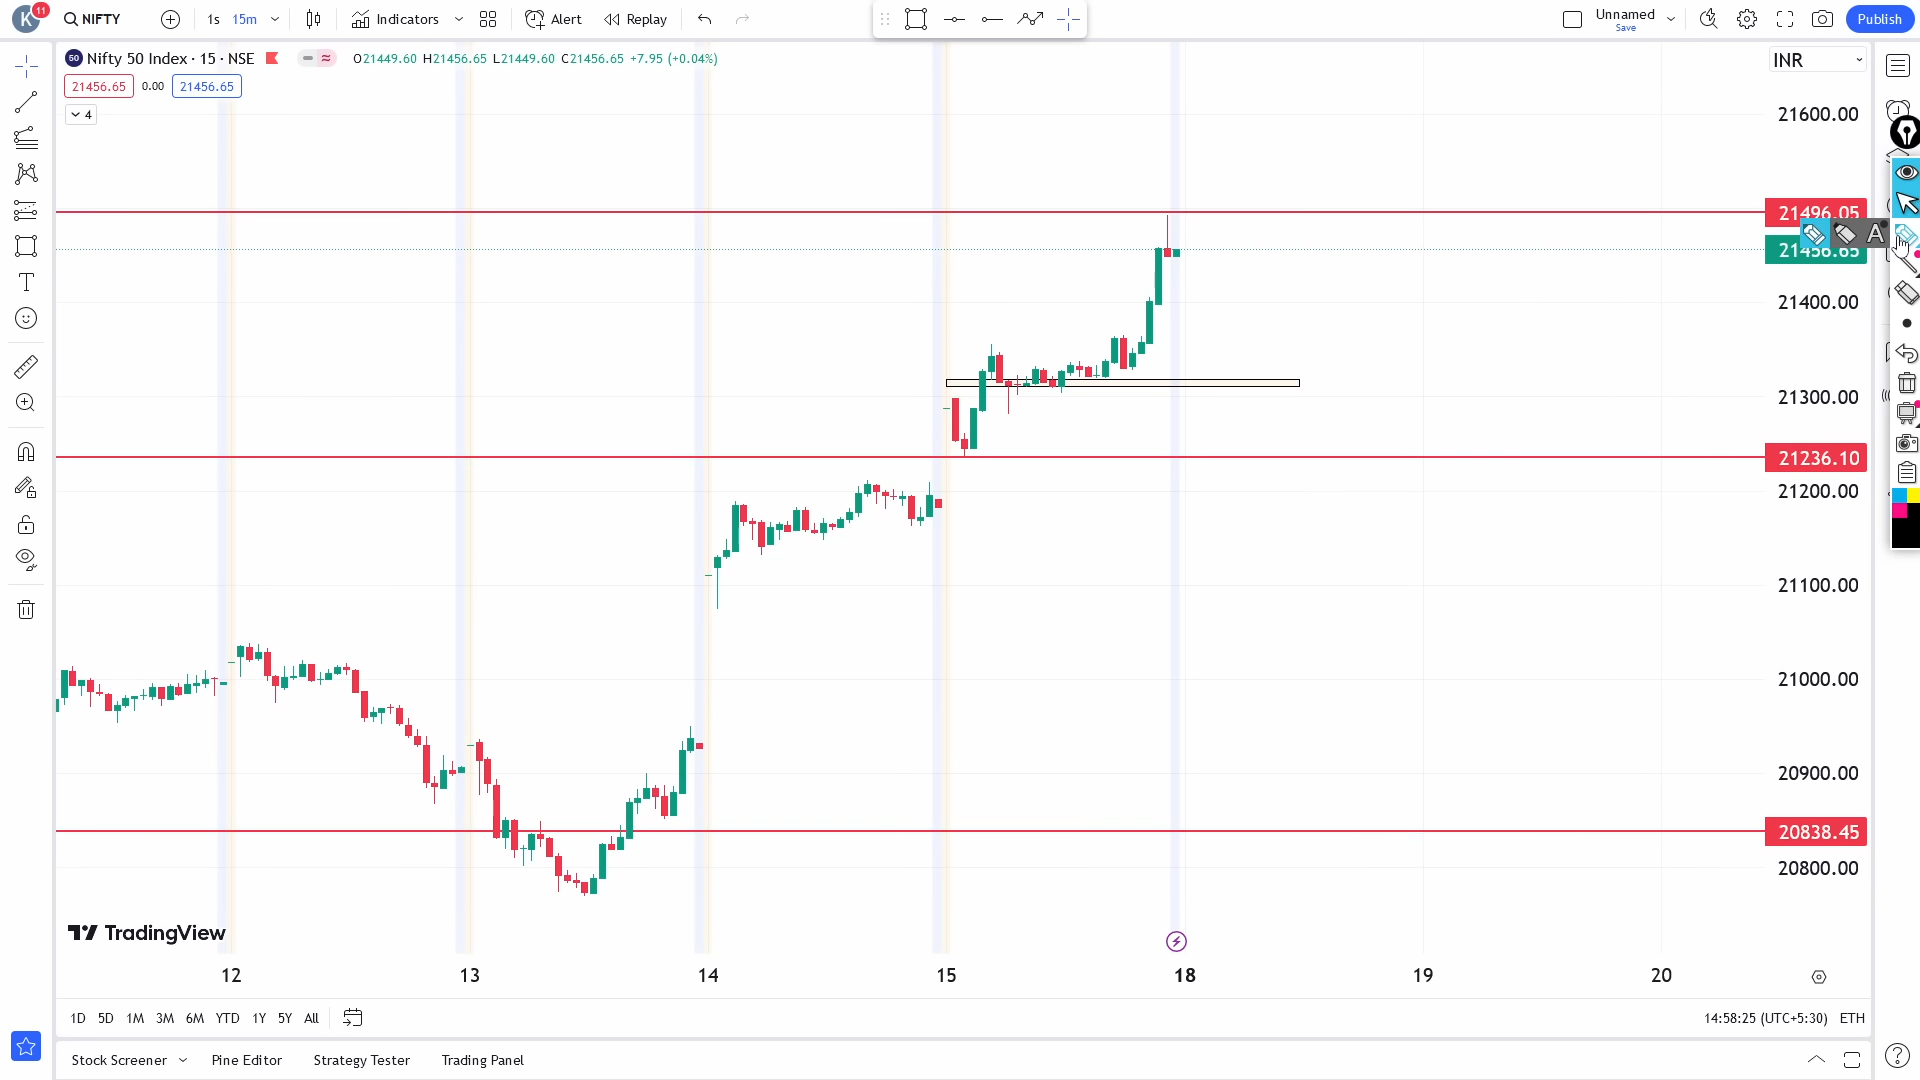 K 11 NIFTY 1s 15m Indicators Alert Replay Unnamed Save Publish
50 Nifty 50 Index · 15 · NSE O21449.60 H21456.65 L21449.60 C21456.65 +7.95 (+0.04%) INR
21456.65 0.00 21456.65
4
21600.00
21496.05
A
21456.65
21400.00
21300.00
21236.10
21200.00
21100.00
21000.00
20900.00
20838.45
20800.00
TradingView
12 13 14 15 18 19 20
1D 5D 1M 3M 6M YTD 1Y 5Y All 14:58:25 (UTC+5:30) ETH
Stock Screener Pine Editor Strategy Tester Trading Panel